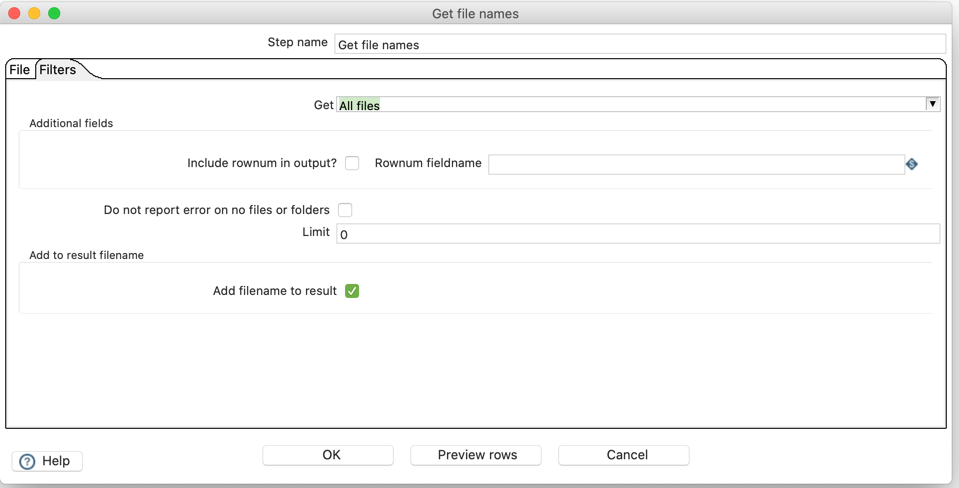 Get file names
Step name Get file names
File Filters
Get All files
Additional fields
Include rownum in output? Rownum fieldname
Do not report error on no files or folders
Limit 0
Add to result filename
Add filename to result
Help OK Preview rows Cancel